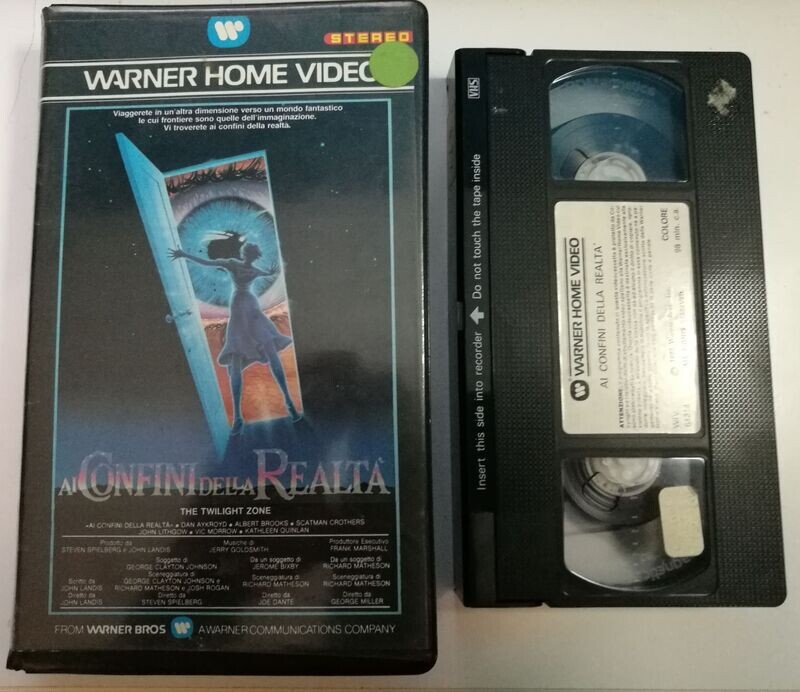 STEREO
WARNER HOME VIDEO
Viaggerete in un'altra dimensione verso un mondo fantastico
le cui frontiere sono quelle dell'immaginazione.
Vi troverete ai confini della realtà.
AI CONFINI DELLA REALTÀ
THE TWILIGHT ZONE
«AI CONFINI DELLA REALTÀ» • DAN AYKROYD • ALBERT BROOKS • SCATMAN CROTHERS
JOHN LITHGOW • VIC MORROW • KATHLEEN QUINLAN
Prodotto da Musiche di Produttore Esecutivo
STEVEN SPIELBERG e JOHN LANDIS JERRY GOLDSMITH FRANK MARSHALL
Soggetto di Da un soggetto di Da un soggetto di
GEORGE CLAYTON JOHNSON JEROME BIXBY RICHARD MATHESON
Sceneggiatura di
Scritto da GEORGE CLAYTON JOHNSON e Sceneggiatura di Sceneggiatura di
JOHN LANDIS RICHARD MATHESON e JOSH ROGAN RICHARD MATHESON RICHARD MATHESON
Diretto da Diretto da Diretto da Diretto da
JOHN LANDIS STEVEN SPIELBERG JOE DANTE GEORGE MILLER
FROM WARNER BROS A WARNER COMMUNICATIONS COMPANY
VHS
Insert this side into recorder Do not touch the tape inside
WARNER HOME VIDEO
AI CONFINI DELLA REALTA'
ATTENZIONE:
COLORE
98 min. c.a.